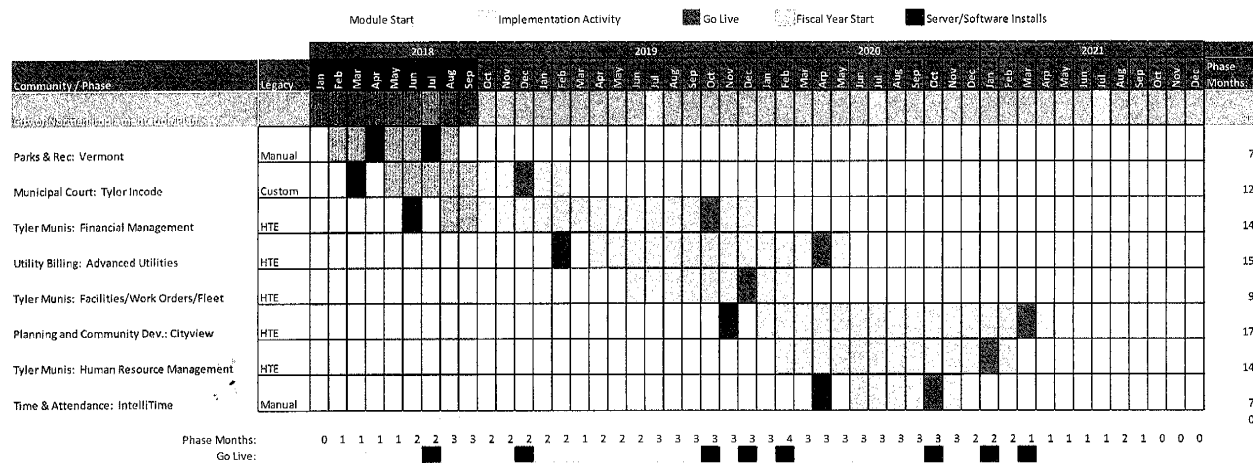 Module Start Implementation Activity Go Live Fiscal Year Start Server/Software Installs
2018 2019 2020 2021
Community / Phase Legacy Jan Feb Mar Apr May Jun Jul Aug Sep Oct Nov Dec Jan Feb Mar Apr May Jun Jul Aug Sep Oct Nov Dec Jan Feb Mar Arp May Jun Jul Aug Sep Oct Nov Dec Jan Feb Mar Arp May Jun Jul Aug Sep Oct Nov Dec Phase Months
Parks & Rec: Vermont Manual 7
Municipal Court: Tyler Incode Custom 12
Tyler Munis: Financial Management HTE 14
Utility Billing: Advanced Utilities HTE 15
Tyler Munis: Facilities/Work Orders/Fleet HTE 9
Planning and Community Dev.: Cityview HTE 17
Tyler Munis: Human Resource Management HTE 14
Time & Attendance: IntelliTime Manual 7
0
Phase Months: 0 1 1 1 1 2 2 3 3 2 2 2 2 2 1 2 2 2 3 3 3 3 3 3 3 4 3 3 3 3 3 3 3 3 3 2 2 2 1 1 1 1 1 2 1 0 0 0
Go Live: